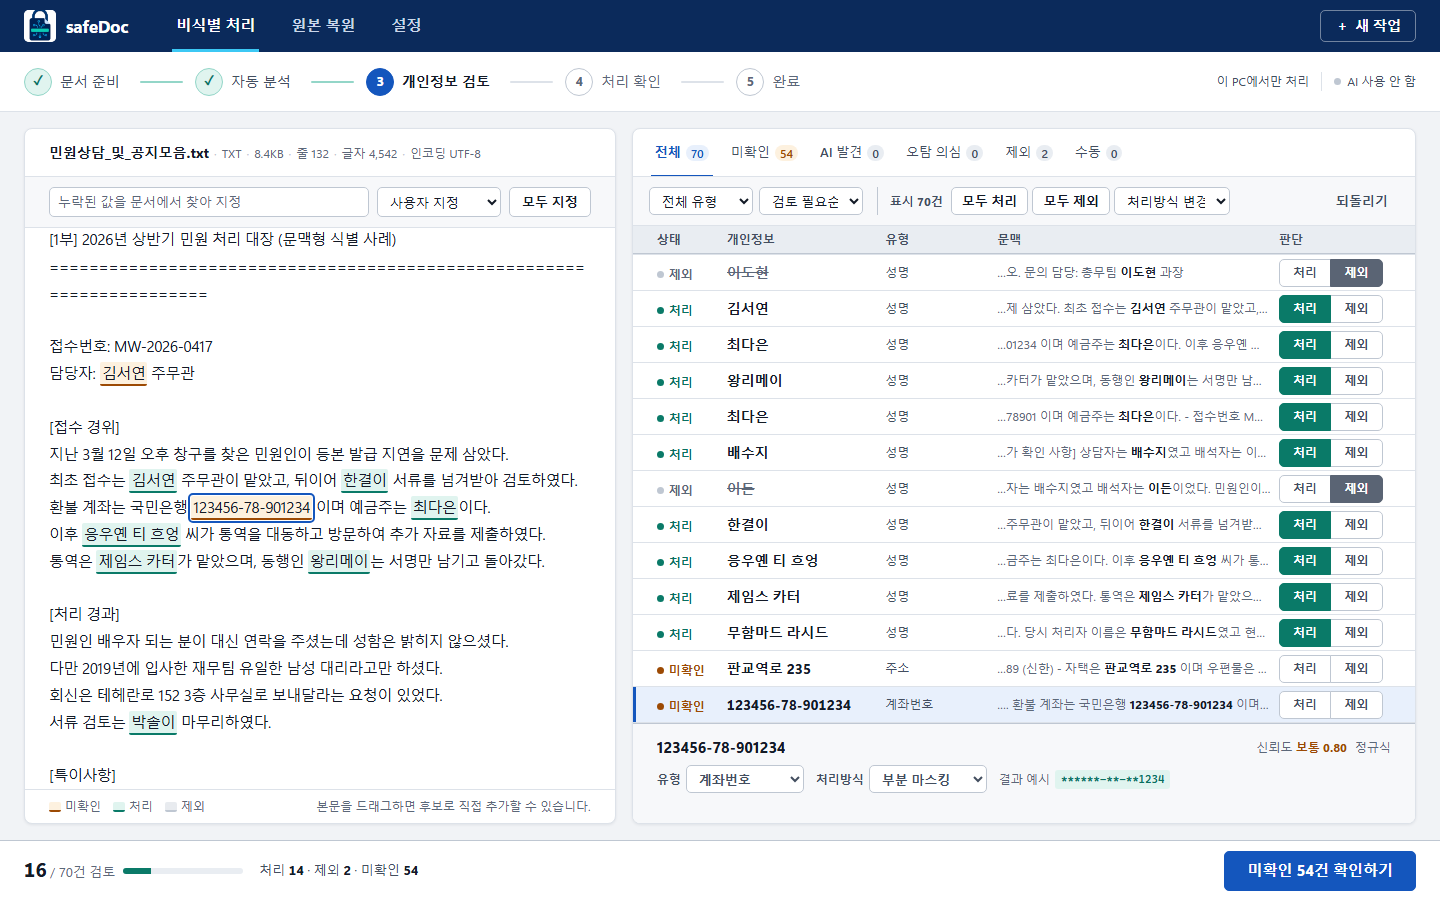 safeDoc 비식별 처리 원본 복원 설정 + 새 작업
✓ 문서 준비 ✓ 자동 분석 3 개인정보 검토 4 처리 확인 5 완료 이 PC에서만 처리 AI 사용 안 함
민원상담_및_공지모음.txt · TXT · 8.4KB · 줄 132 · 글자 4,542 · 인코딩 UTF-8
누락된 값을 문서에서 찾아 지정 사용자 지정 모두 지정
[1부] 2026년 상반기 민원 처리 대장 (문맥형 식별 사례)
======================================================
================
접수번호: MW-2026-0417
담당자: 김서연 주무관
[접수 경위]
지난 3월 12일 오후 창구를 찾은 민원인이 등본 발급 지연을 문제 삼았다.
최초 접수는 김서연 주무관이 맡았고, 뒤이어 한결이 서류를 넘겨받아 검토하였다.
환불 계좌는 국민은행 123456-78-901234 이며 예금주는 최다은이다.
이후 응우옌 티 흐엉 씨가 통역을 대동하고 방문하여 추가 자료를 제출하였다.
통역은 제임스 카터가 맡았으며, 동행인 왕리메이는 서명만 남기고 돌아갔다.
[처리 경과]
민원인 배우자 되는 분이 대신 연락을 주셨는데 성함은 밝히지 않으셨다.
다만 2019년에 입사한 재무팀 유일한 남성 대리라고만 하셨다.
회신은 테헤란로 152 3층 사무실로 보내달라는 요청이 있었다.
서류 검토는 박솔이 마무리하였다.
[특이사항]
미확인 처리 제외 본문을 드래그하면 후보로 직접 추가할 수 있습니다.
전체 70 미확인 54 AI 발견 0 오탐 의심 0 제외 2 수동 0
전체 유형 검토 필요순 표시 70건 모두 처리 모두 제외 처리방식 변경 되돌리기
상태 개인정보 유형 문맥 판단
제외 이도현 성명 ...오. 문의 담당: 총무팀 이도현 과장 처리 제외
처리 김서연 성명 ...제 삼았다. 최초 접수는 김서연 주무관이 맡았고,... 처리 제외
처리 최다은 성명 ...01234 이며 예금주는 최다은이다. 이후 응우옌 ... 처리 제외
처리 왕리메이 성명 ...카터가 맡았으며, 동행인 왕리메이는 서명만 남... 처리 제외
처리 최다은 성명 ...78901 이며 예금주는 최다은이다. - 접수번호 M... 처리 제외
처리 배수지 성명 ...가 확인 사항] 상담자는 배수지였고 배석자는 이... 처리 제외
제외 이든 성명 ...자는 배수지였고 배석자는 이든이었다. 민원인이... 처리 제외
처리 한결이 성명 ...주무관이 맡았고, 뒤이어 한결이 서류를 넘겨받... 처리 제외
처리 응우옌 티 흐엉 성명 ...금주는 최다은이다. 이후 응우옌 티 흐엉 씨가 통... 처리 제외
처리 제임스 카터 성명 ...료를 제출하였다. 통역은 제임스 카터가 맡았으... 처리 제외
처리 무함마드 라시드 성명 ...다. 당시 처리자 이름은 무함마드 라시드였고 현... 처리 제외
미확인 판교역로 235 주소 ...89 (신한) - 자택은 판교역로 235 이며 우편물은 ... 처리 제외
미확인 123456-78-901234 계좌번호 .... 환불 계좌는 국민은행 123456-78-901234 이며... 처리 제외
123456-78-901234 신뢰도 보통 0.80 정규식
유형 계좌번호 처리방식 부분 마스킹 결과 예시 ******-**-**1234
16 / 70건 검토 처리 14 · 제외 2 · 미확인 54 미확인 54건 확인하기